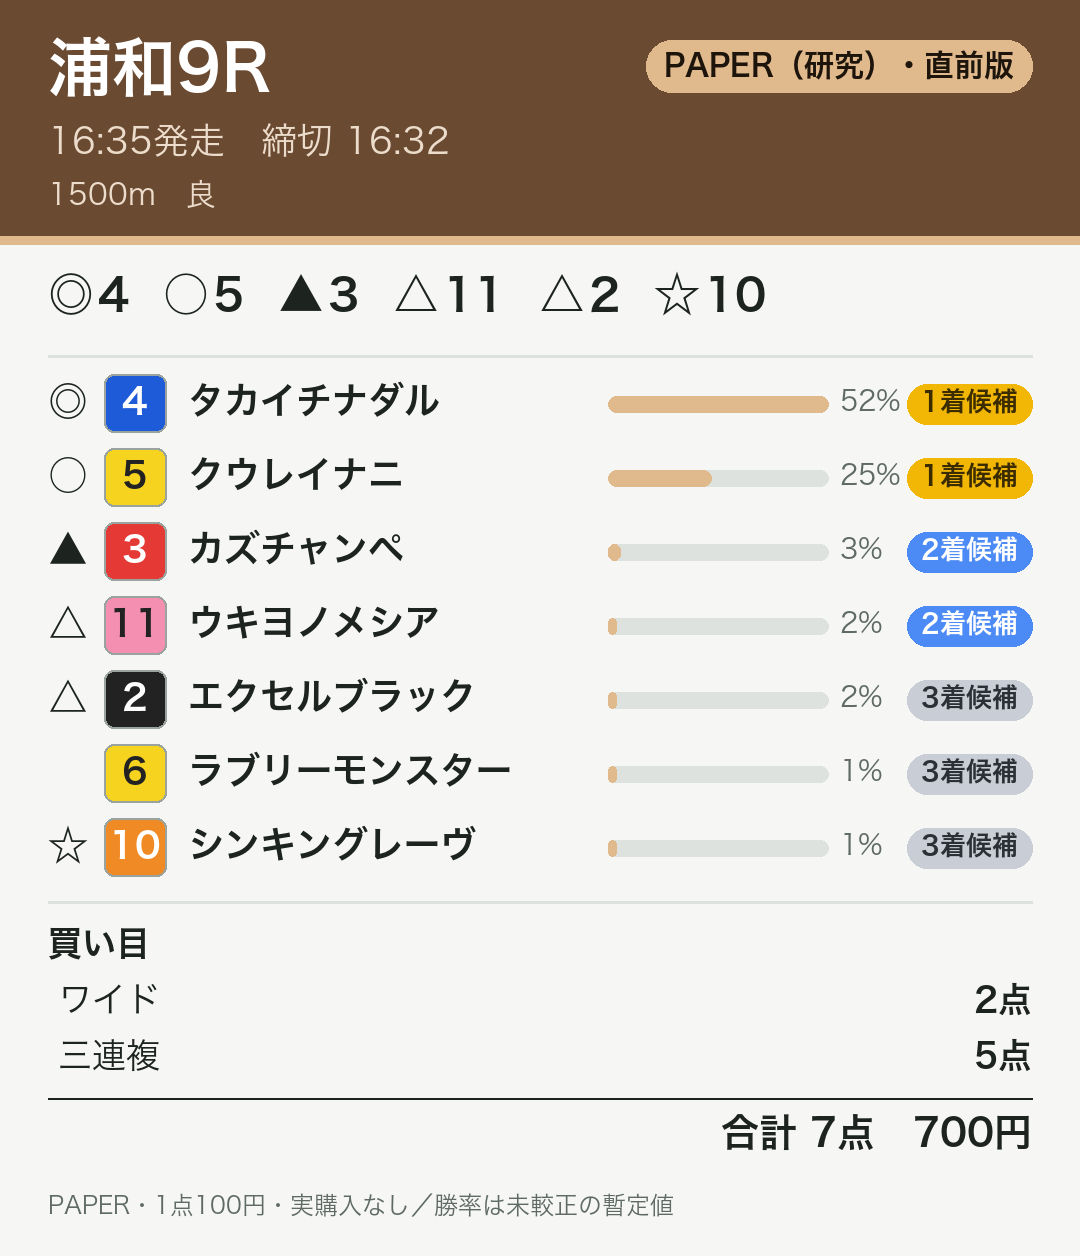 浦和9R
PAPER（研究）・直前版
16:35発走　締切 16:32
1500m　良
◎4 ○5 ▲3 △11 △2 ☆10
◎ 4 タカイチナダル 52% 1着候補
○ 5 クウレイナニ 25% 1着候補
▲ 3 カズチャンペ 3% 2着候補
△ 11 ウキヨノメシア 2% 2着候補
△ 2 エクセルブラック 2% 3着候補
6 ラブリーモンスター 1% 3着候補
☆ 10 シンキングレーヴ 1% 3着候補
買い目
ワイド 2点
三連複 5点
合計 7点　700円
PAPER・1点100円・実購入なし／勝率は未較正の暫定値